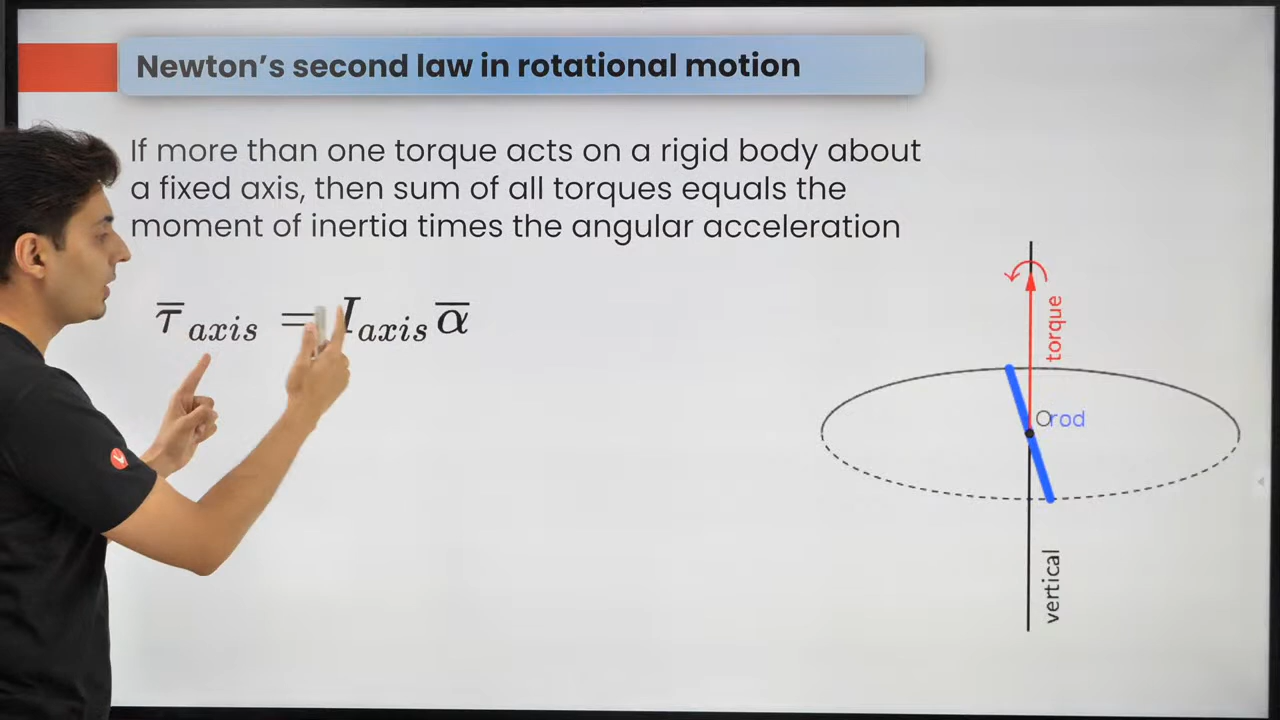 Newton's second law in rotational motion
If more than one torque acts on a rigid body about
a fixed axis, then sum of all torques equals the
moment of inertia times the angular acceleration
τ̅ axis = I axis α̅
torque
O
rod
vertical